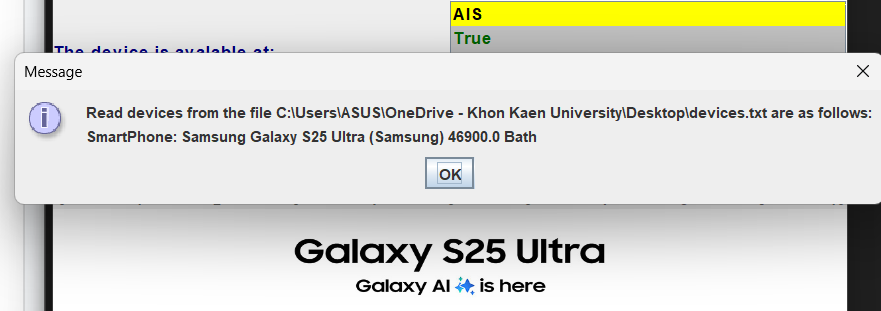 AIS
True
The device is avalable at:
Message
Read devices from the file C:\Users\ASUS\OneDrive - Khon Kaen University\Desktop\devices.txt are as follows:
SmartPhone: Samsung Galaxy S25 Ultra (Samsung) 46900.0 Bath
OK
Galaxy S25 Ultra
Galaxy AI is here